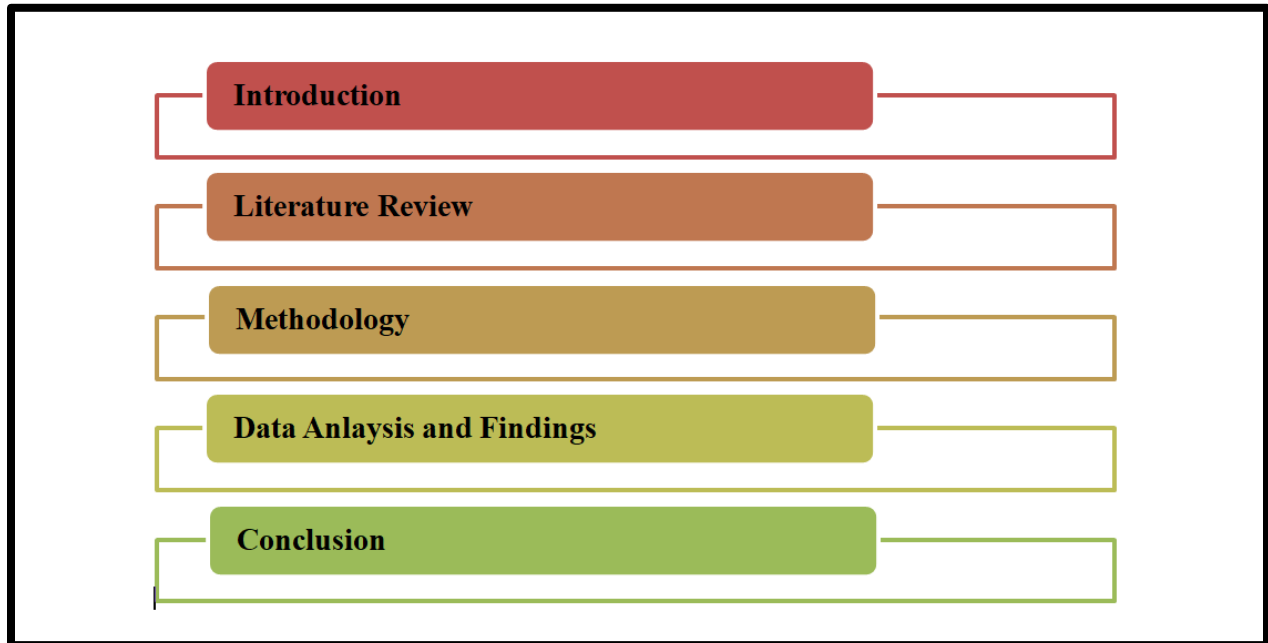 Introduction
Literature Review
Methodology
Data Anlaysis and Findings
Conclusion